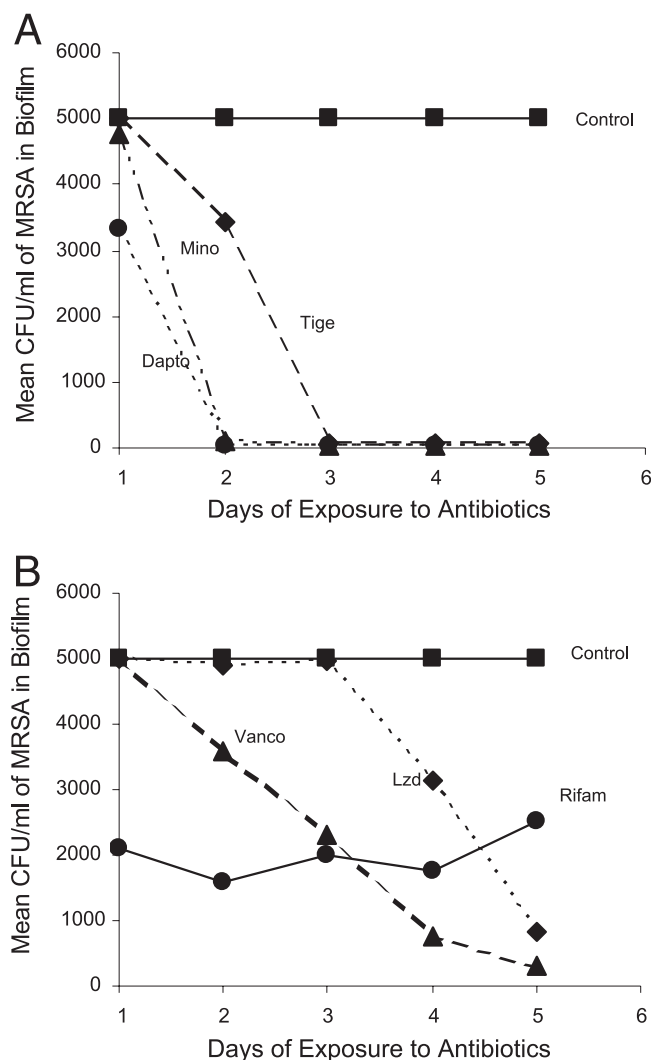 A
Mean CFU/ml of MRSA in Biofilm
6000
5000
4000
3000
2000
1000
0
Control
Mino
Tige
Dapto
1 2 3 4 5 6
Days of Exposure to Antibiotics
B
Mean CFU/ml of MRSA in Biofilm
6000
5000
4000
3000
2000
1000
0
Control
Vanco
Lzd
Rifam
1 2 3 4 5 6
Days of Exposure to Antibiotics